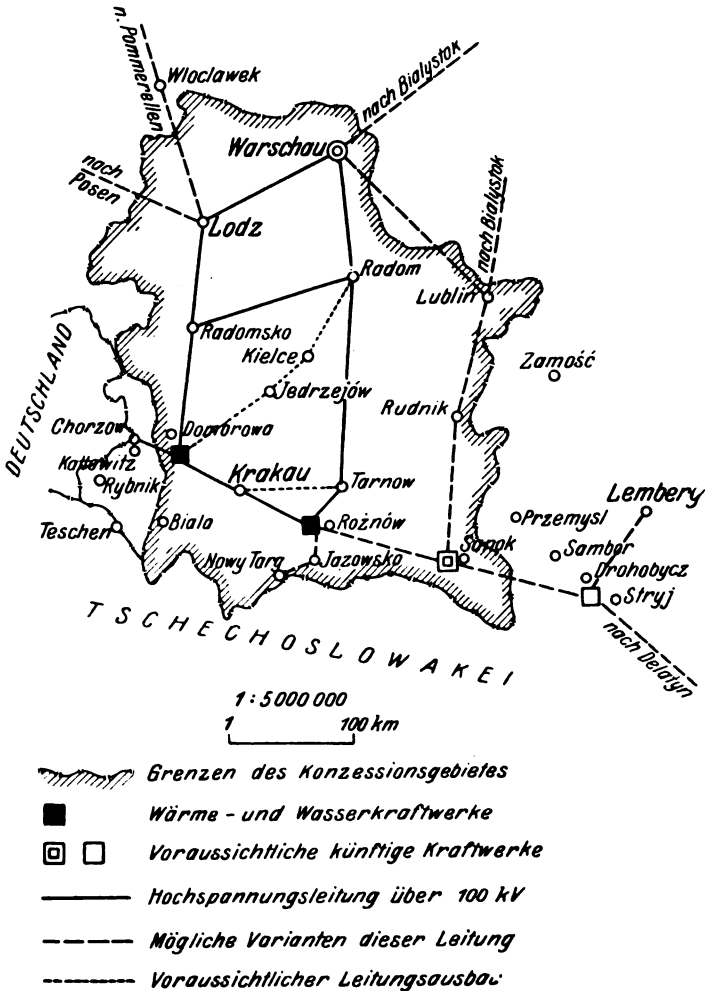 n. Pommerellen
Wloclawek
nach Bialystok
Warschau
nach
Posen
nach Bialystok
Lodz
Radom
Lublin
Radomsko
Kielce
Zamość
DEUTSCHLAND
Jedrzejów
Rudnik
Chorzow
Dombrowa
Kattowitz
Krakau
Tarnow
Rybnik
Lembery
Przemysl
Teschen
Biala
Rożnów
Sanok
Sambor
Nowy Targ
Jazowsko
Drohobycz
Stryj
TSCHECHOSLOWAKEI
nach Delatyn
1:5000000
1 100 km
Grenzen des Konzessionsgebietes
Wärme- und Wasserkraftwerke
Voraussichtliche künftige Kraftwerke
Hochspannungsleitung über 100 kV
Mögliche Varianten dieser Leitung
Voraussichtlicher Leitungsausbau